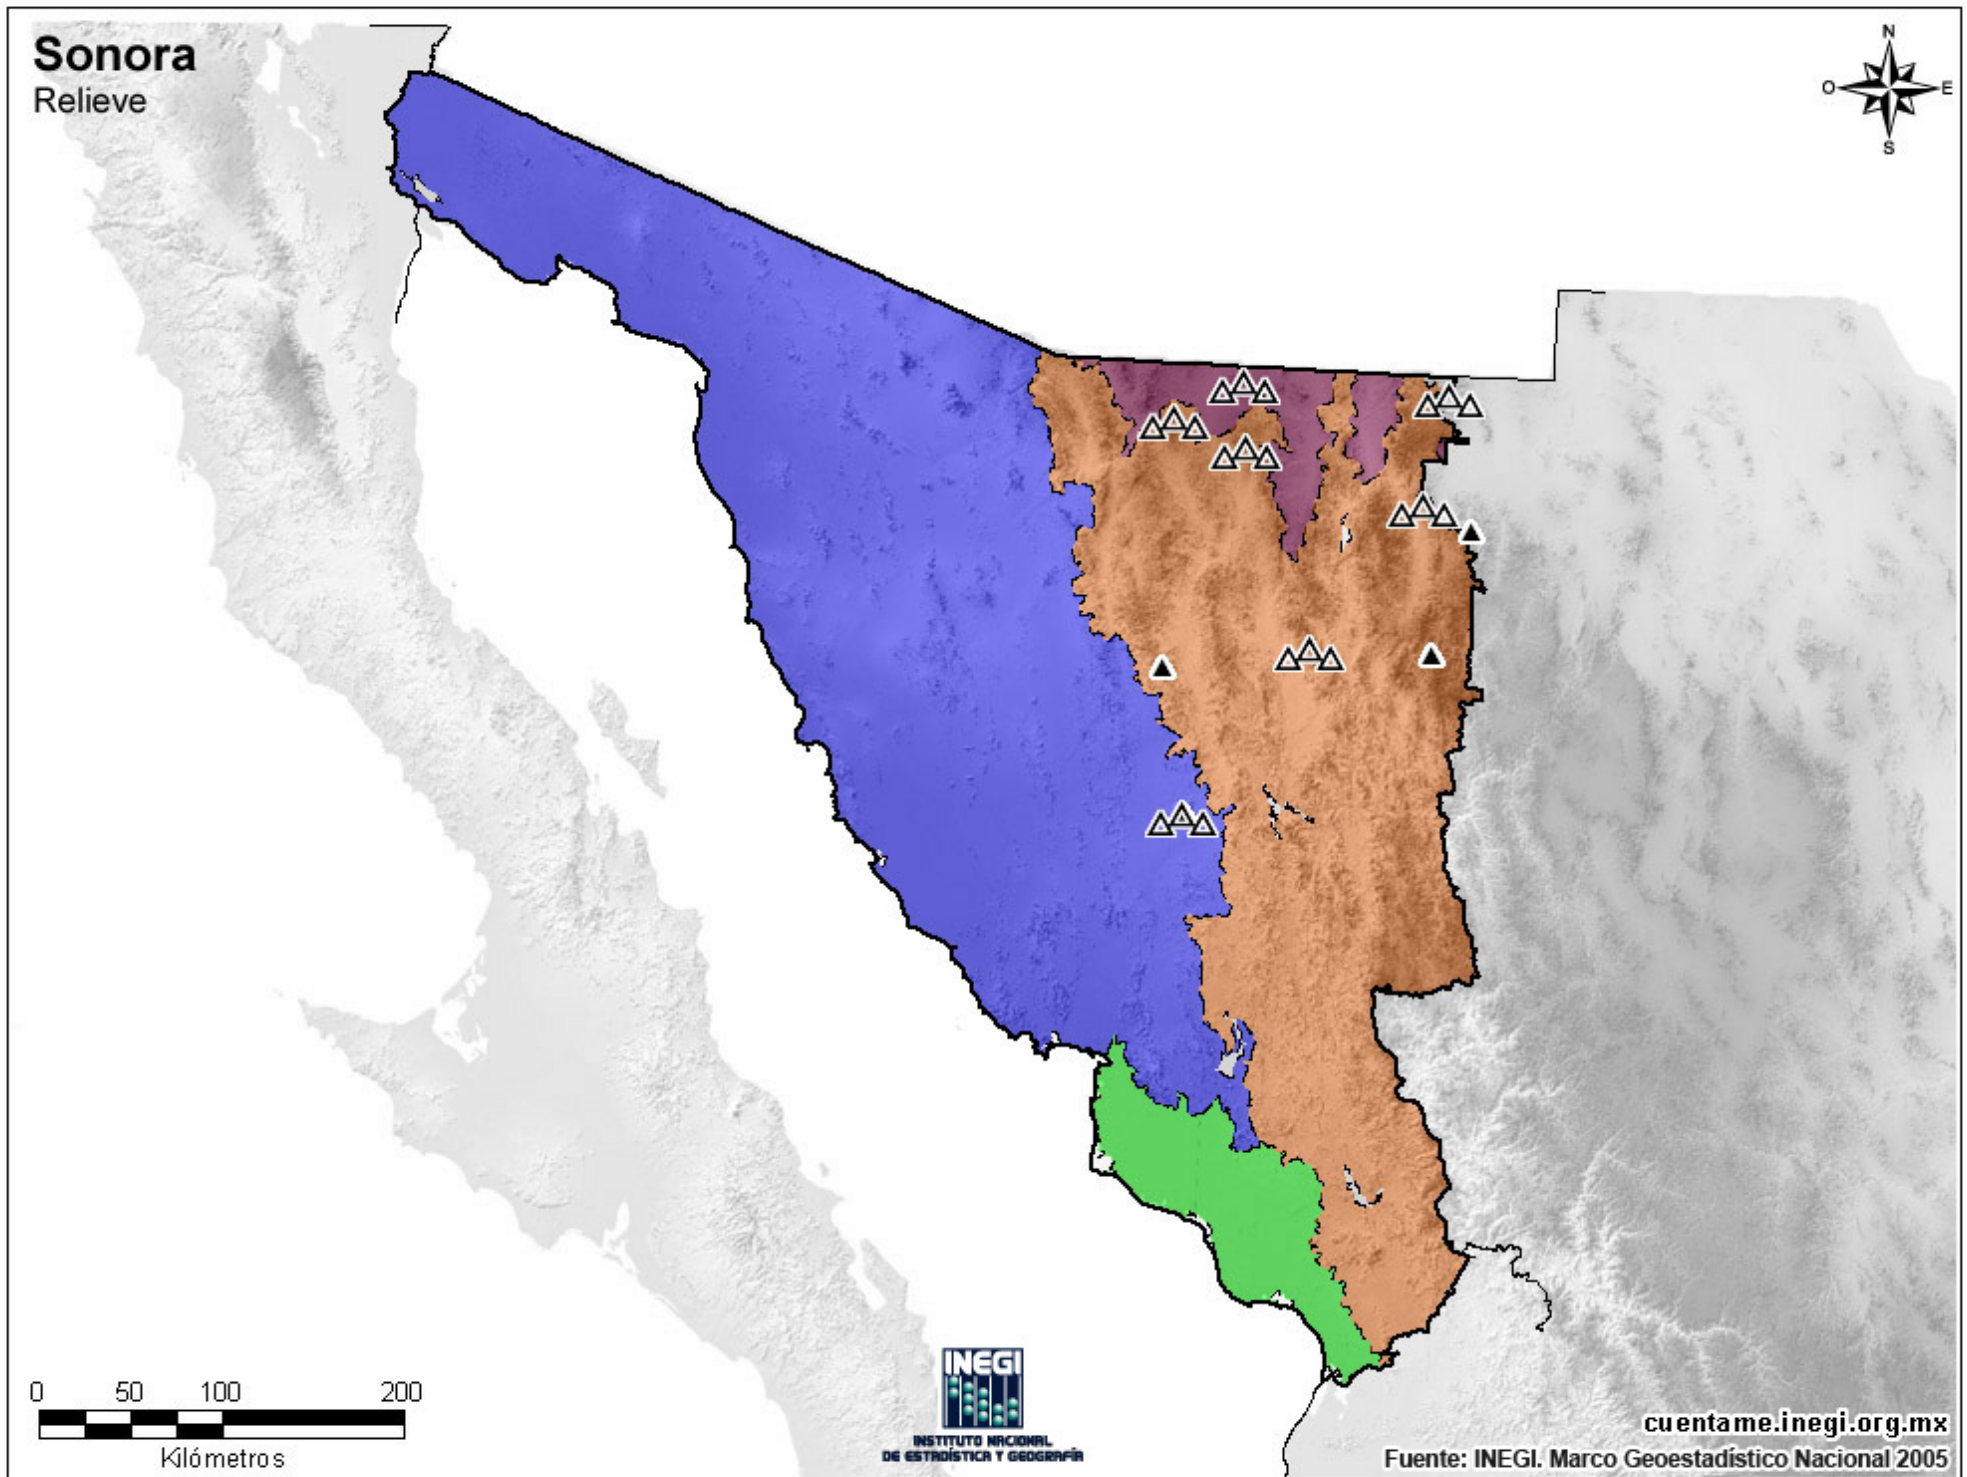 Sonora
Relieve
N
O
E
S
0 50 100 200
Kilómetros
INEGI
INSTITUTO NACIONAL
DE ESTADÍSTICA Y GEOGRAFÍA
cuentame.inegi.org.mx
Fuente: INEGI. Marco Geoestadístico Nacional 2005